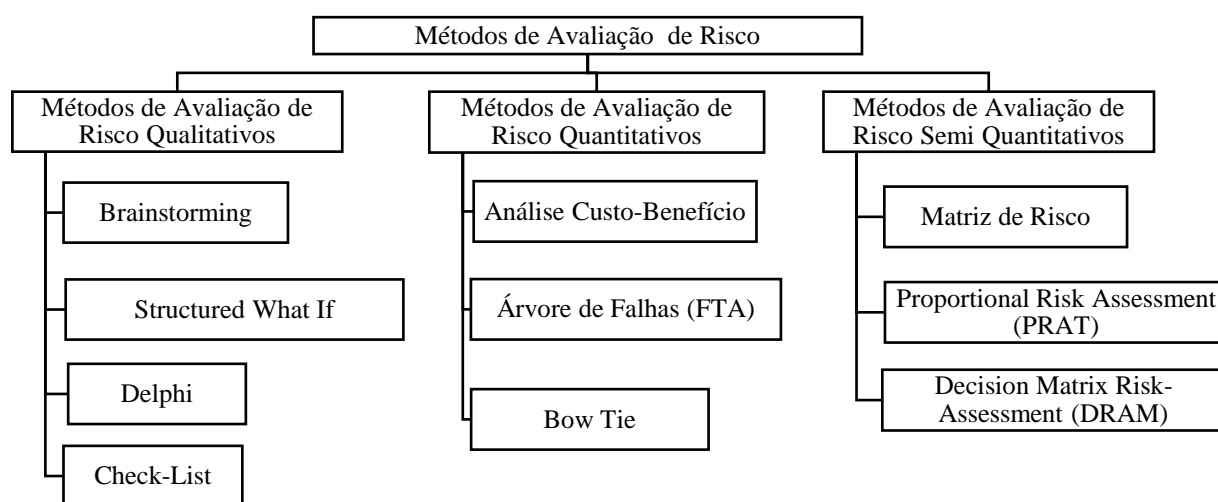 Métodos de Avaliação de Risco
Métodos de Avaliação de
Risco Qualitativos
Brainstorming
Structured What If
Delphi
Check-List
Métodos de Avaliação de
Risco Quantitativos
Análise Custo-Benefício
Árvore de Falhas (FTA)
Bow Tie
Métodos de Avaliação de
Risco Semi Quantitativos
Matriz de Risco
Proportional Risk Assessment
(PRAT)
Decision Matrix Risk-
Assessment (DRAM)